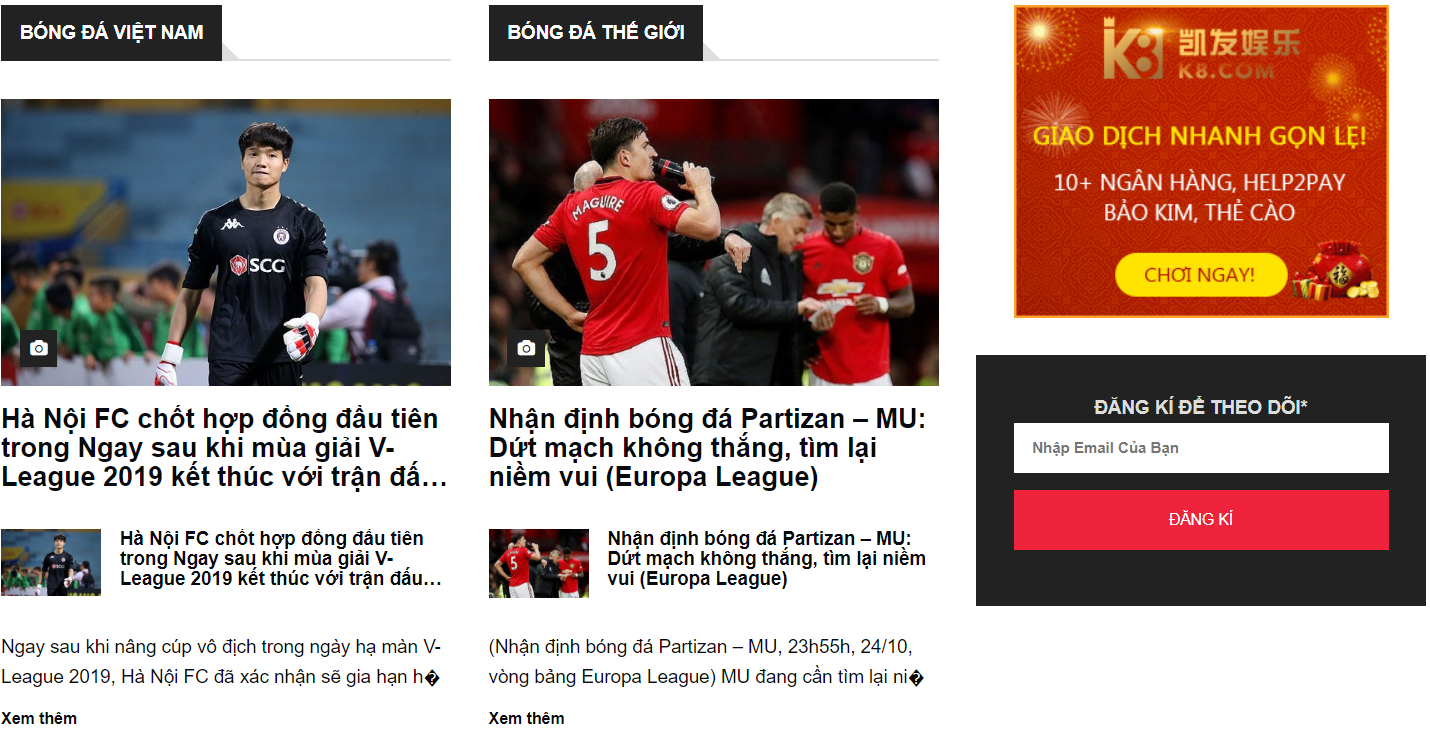 BÓNG ĐÁ VIỆT NAM
SCG
Hà Nội FC chốt hợp đồng đầu tiên
trong Ngay sau khi mùa giải V-
League 2019 kết thúc với trận đấ…
Hà Nội FC chốt hợp đồng đầu tiên
trong Ngay sau khi mùa giải V-
League 2019 kết thúc với trận đấu…
Ngay sau khi nâng cúp vô địch trong ngày hạ màn V-
League 2019, Hà Nội FC đã xác nhận sẽ gia hạn h�
Xem thêm
BÓNG ĐÁ THẾ GIỚI
MAGUIRE
5
CHEVROLET
Nhận định bóng đá Partizan – MU:
Dứt mạch không thắng, tìm lại
niềm vui (Europa League)
5
Nhận định bóng đá Partizan – MU:
Dứt mạch không thắng, tìm lại niềm
vui (Europa League)
(Nhận định bóng đá Partizan – MU, 23h55h, 24/10,
vòng bảng Europa League) MU đang cần tìm lại ni�
Xem thêm
K8 凯发娱乐
K8.COM
GIAO DỊCH NHANH GỌN LẸ!
10+ NGÂN HÀNG, HELP2PAY
BẢO KIM, THẺ CÀO
CHƠI NGAY!
福
ĐĂNG KÍ ĐỂ THEO DÕI*
Nhập Email Của Bạn
ĐĂNG KÍ